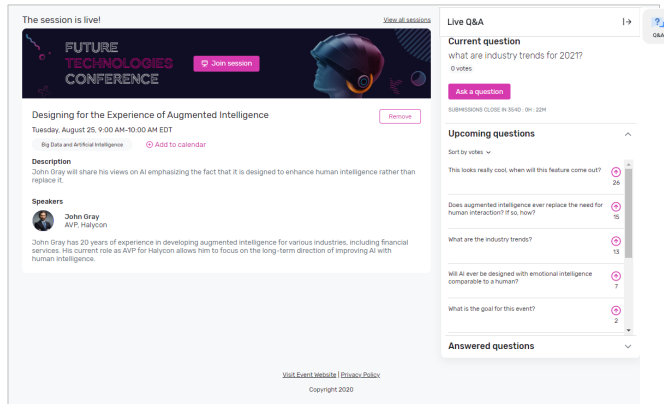 The session is live!
View all sessions
FUTURE
TECHNOLOGIES
CONFERENCE
Join session
Designing for the Experience of Augmented Intelligence
Remove
Tuesday, August 25, 9:00 AM-10:00 AM EDT
Big Data and Artificial Intelligence
Add to calendar
Description
John Gray will share his views on AI emphasizing the fact that it is designed to enhance human intelligence rather than
replace it.
Speakers
John Gray
AVP, Halycon
John Gray has 20 years of experience in developing augmented intelligence for various industries, including financial
services. His current role as AVP for Halycon allows him to focus on the long-term direction of improving AI with
human intelligence.
Visit Event Website | Privacy Policy
Copyright 2020
Live Q&A
Current question
what are industry trends for 2021?
0 votes
Ask a question
SUBMISSIONS CLOSE IN 354D : 0H : 22M
Upcoming questions
Sort by votes
This looks really cool, when will this feature come out?
26
Does augmented intelligence ever replace the need for
human interaction? If so, how?
15
What are the industry trends?
13
Will AI ever be designed with emotional intelligence
comparable to a human?
7
What is the goal for this event?
2
Answered questions
Q&A